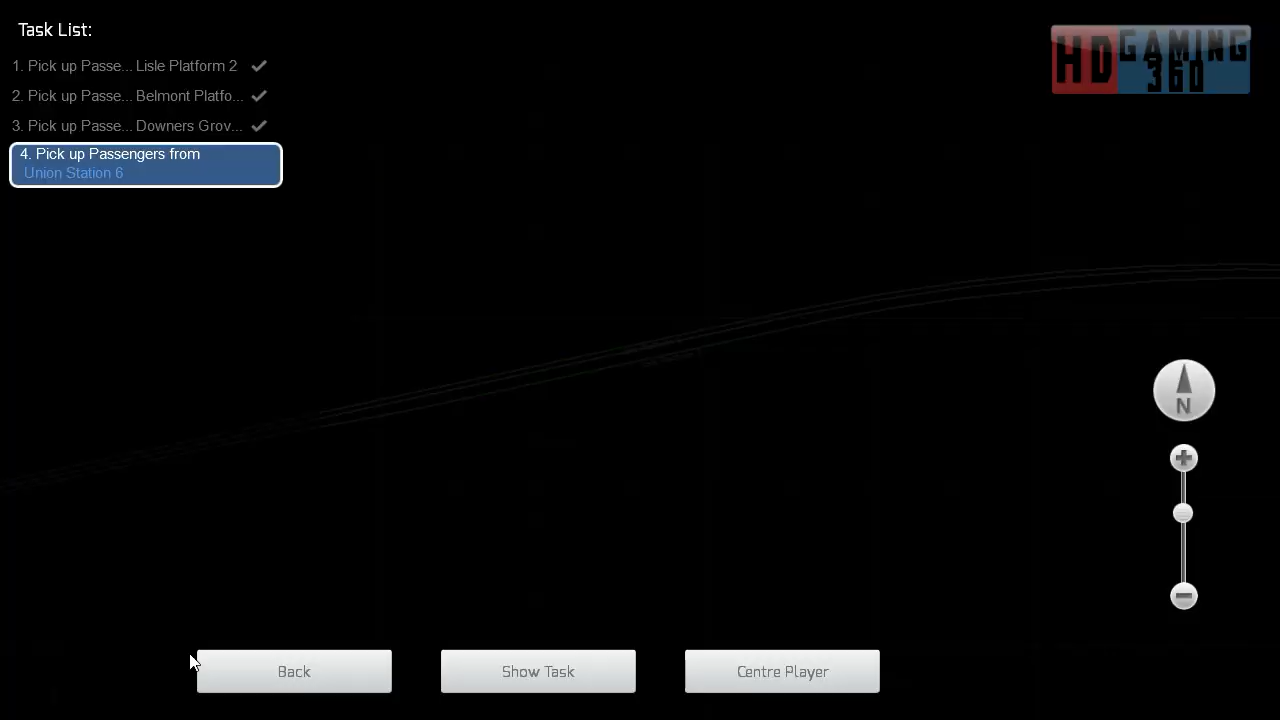 Task List:
1. Pick up Passe... Lisle Platform 2
2. Pick up Passe... Belmont Platfo...
3. Pick up Passe... Downers Grov...
4. Pick up Passengers from
Union Station 6
HD GAMING
360
N
Back
Show Task
Centre Player